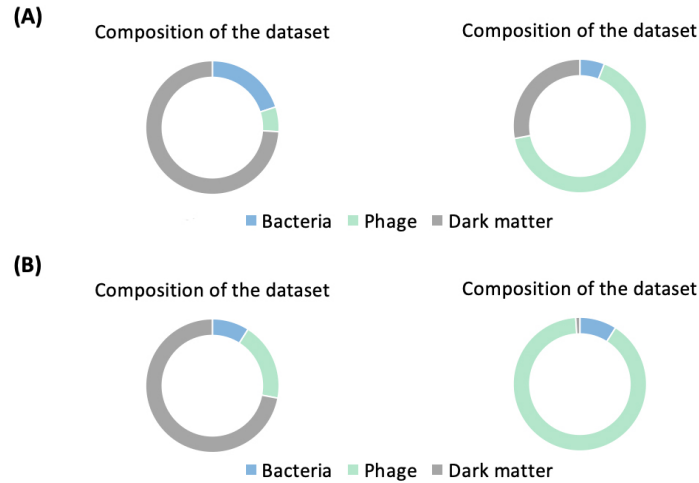 (A)
Composition of the dataset
Composition of the dataset
Bacteria Phage Dark matter
(B)
Composition of the dataset
Composition of the dataset
Bacteria Phage Dark matter